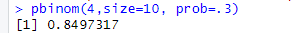 > pbinom(4,size=10, prob=.3)
[1] 0.8497317